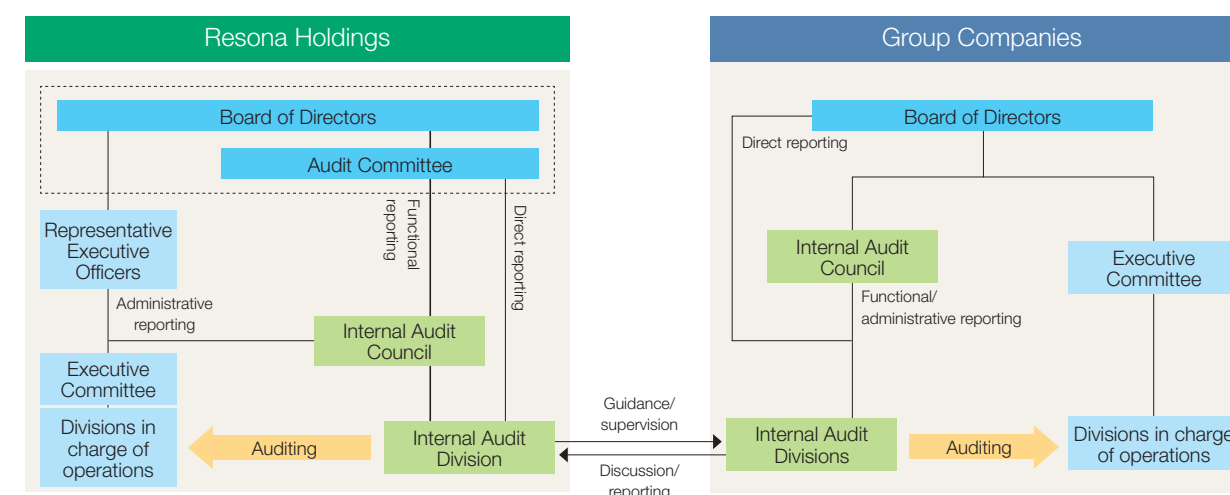 Resona Holdings
Board of Directors
Audit Committee
Functional
reporting
Direct reporting
Representative
Executive
Officers
Administrative
reporting
Internal Audit
Council
Executive
Committee
Divisions in
charge of
operations
Auditing
Internal Audit
Division
Guidance/
supervision
Discussion/
reporting
Group Companies
Board of Directors
Direct reporting
Internal Audit
Council
Executive
Committee
Functional/
administrative reporting
Internal Audit
Divisions
Auditing
Divisions in charge
of operations